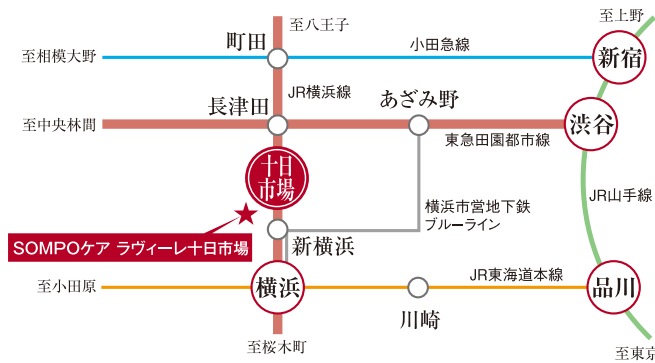 至上野
至八王子
町田
小田急線
新宿
至相模大野
JR横浜線
長津田
あざみ野
渋谷
至中央林間
東急田園都市線
十日
市場
JR山手線
横浜市営地下鉄
ブルーライン
SOMPOケア ラヴィーレ十日市場
新横浜
JR東海道本線
至小田原
横浜
品川
川崎
至桜木町
至東京